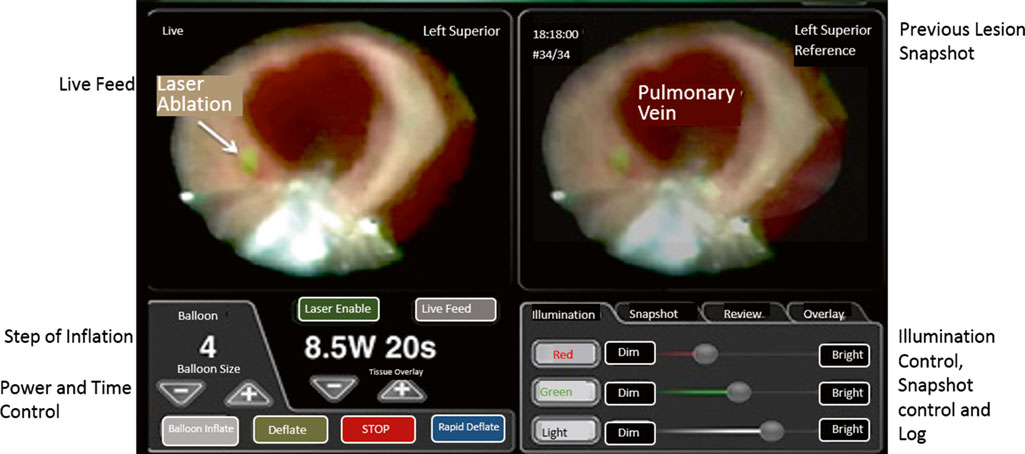 Live
Left Superior
18:18:00
#34/34
Left Superior
Reference
Previous Lesion
Snapshot
Live Feed
Laser
Ablation
Pulmonary
Vein
Step of Inflation
Power and Time
Control
Balloon
4
Balloon Size
Laser Enable
Live Feed
8.5W 20s
Tissue Overlay
Balloon Inflate
Deflate
STOP
Rapid Deflate
Illumination
Snapshot
Review
Overlay
Red
Dim
Bright
Green
Dim
Bright
Light
Dim
Bright
Illumination
Control,
Snapshot
control and
Log